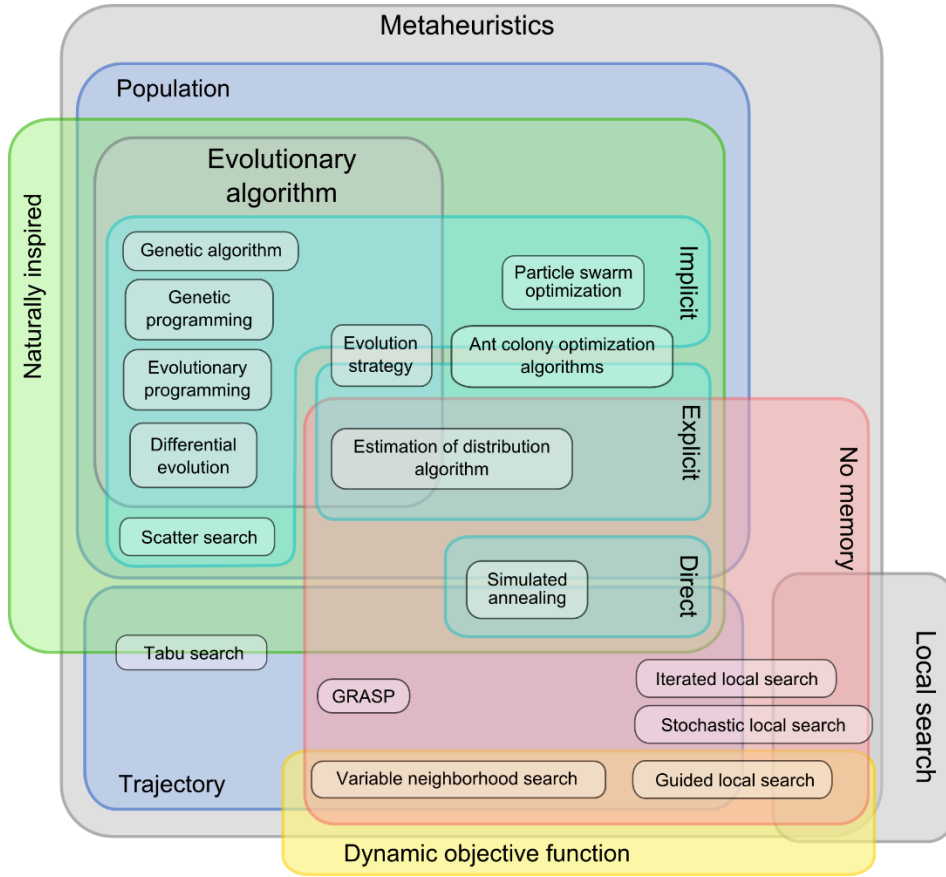 Metaheuristics
Population
Naturally inspired
Evolutionary
algorithm
Genetic algorithm
Implicit
Particle swarm
optimization
Genetic
programming
Evolution
strategy
Ant colony optimization
algorithms
Evolutionary
programming
Explicit
Differential
evolution
Estimation of distribution
algorithm
No memory
Scatter search
Direct
Simulated
annealing
Tabu search
Local search
Iterated local search
GRASP
Stochastic local search
Trajectory
Variable neighborhood search
Guided local search
Dynamic objective function